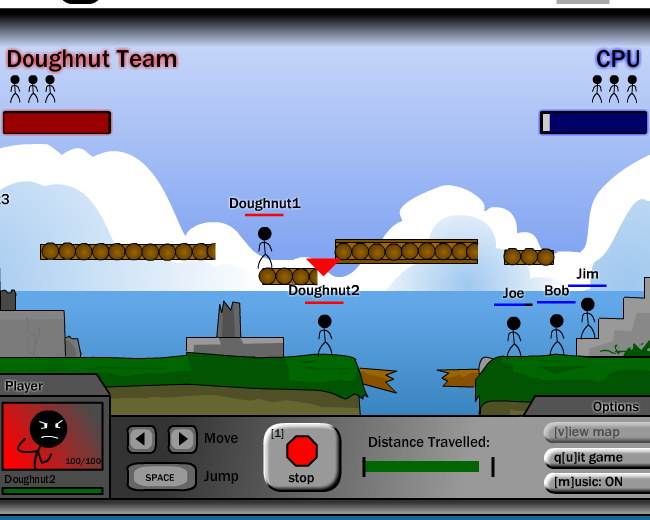 Doughnut Team
CPU
3
Doughnut1
Doughnut2
Jim
Joe
Bob
Player
100/100
Doughnut2
Move
SPACE
Jump
[1]
stop
Distance Travelled:
Options
[v]iew map
q[u]it game
[m]usic: ON